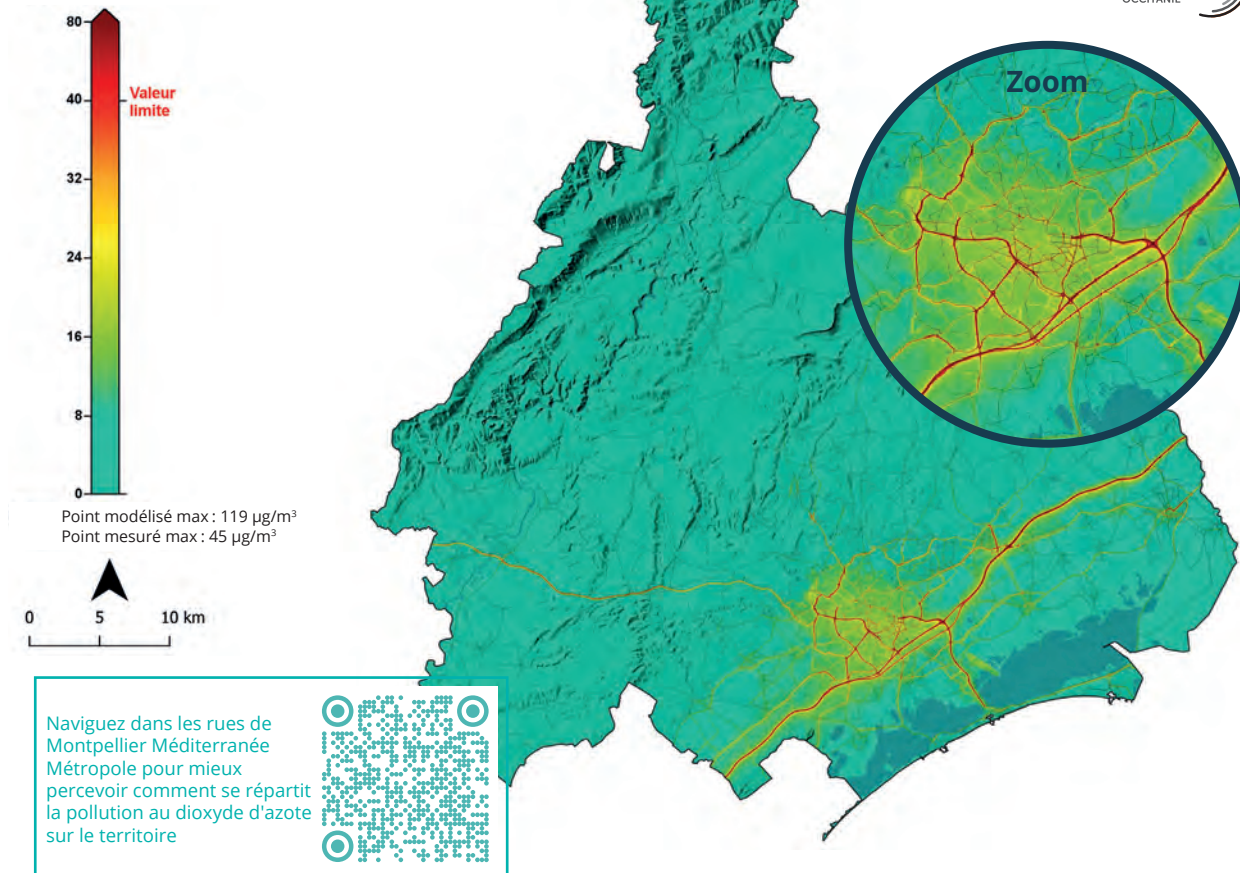 OCCITANIE
Zoom
80
40
Valeur
limite
32
24
16
8
0
Point modélisé max : 119 µg/m³
Point mesuré max : 45 µg/m³
0 5 10 km
Naviguez dans les rues de
Montpellier Méditerranée
Métropole pour mieux
percevoir comment se répartit
la pollution au dioxyde d'azote
sur le territoire